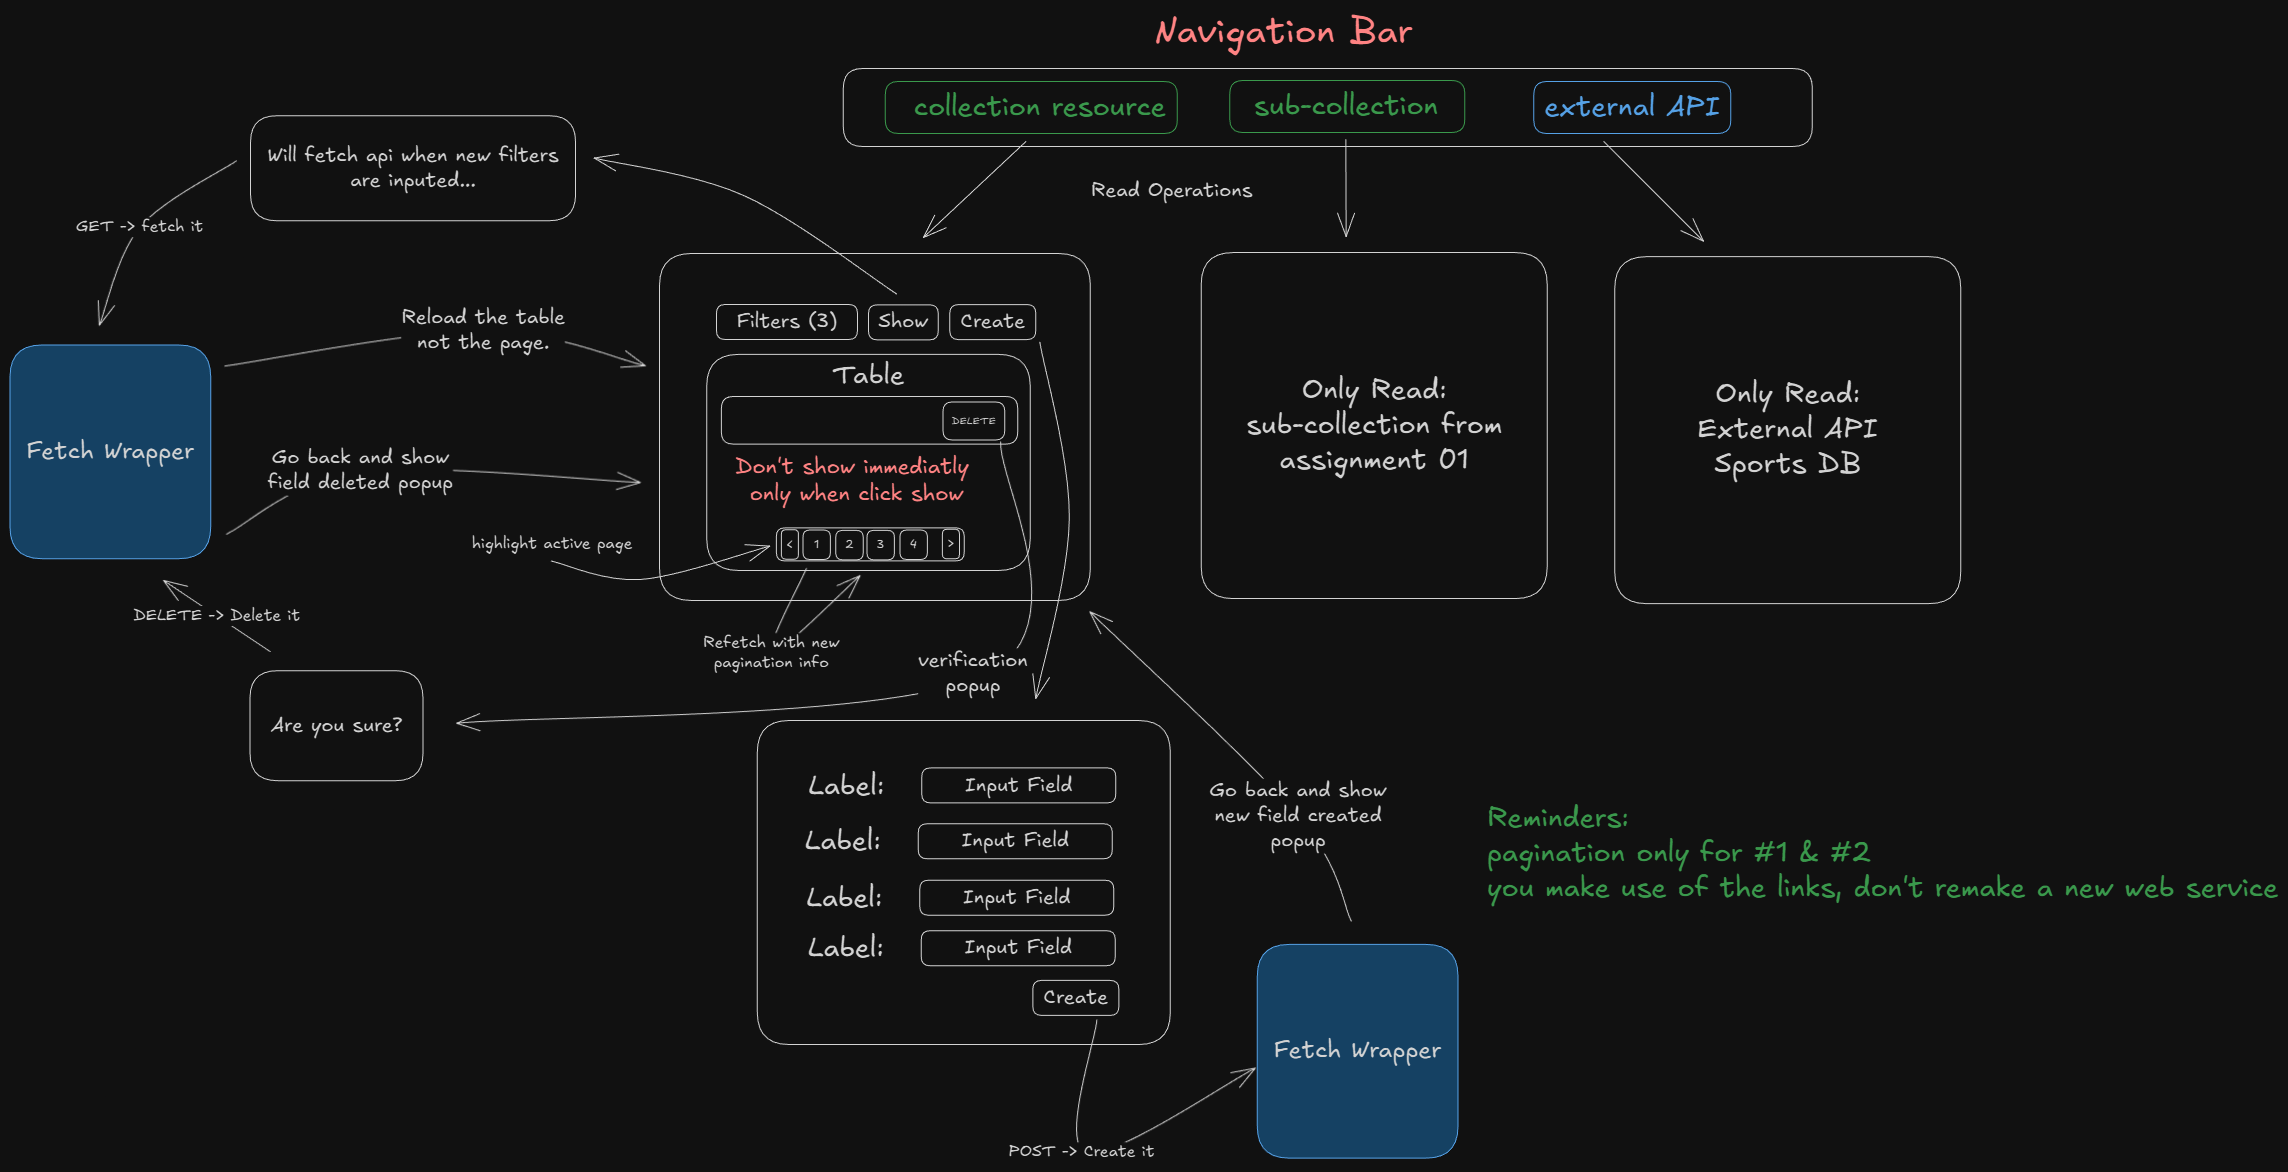 Navigation Bar
collection resource
sub-collection
external API
Will fetch api when new filters
are inputed...
Read Operations
GET -> fetch it
Reload the table
not the page.
Filters (3)
Show
Create
Table
DELETE
Don't show immediatly
only when click show
< 1 2 3 4 >
Only Read:
sub-collection from
assignment 01
Only Read:
External API
Sports DB
Fetch Wrapper
Go back and show
field deleted popup
highlight active page
DELETE -> Delete it
Refetch with new
pagination info
verification
popup
Are you sure?
Label: Input Field
Label: Input Field
Label: Input Field
Label: Input Field
Create
Go back and show
new field created
popup
Reminders:
pagination only for #1 & #2
you make use of the links, don't remake a new web service
Fetch Wrapper
POST -> Create it